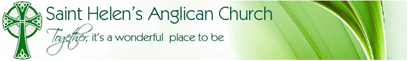 Saint Helen's Anglican Church
Together, it's a wonderful place to be